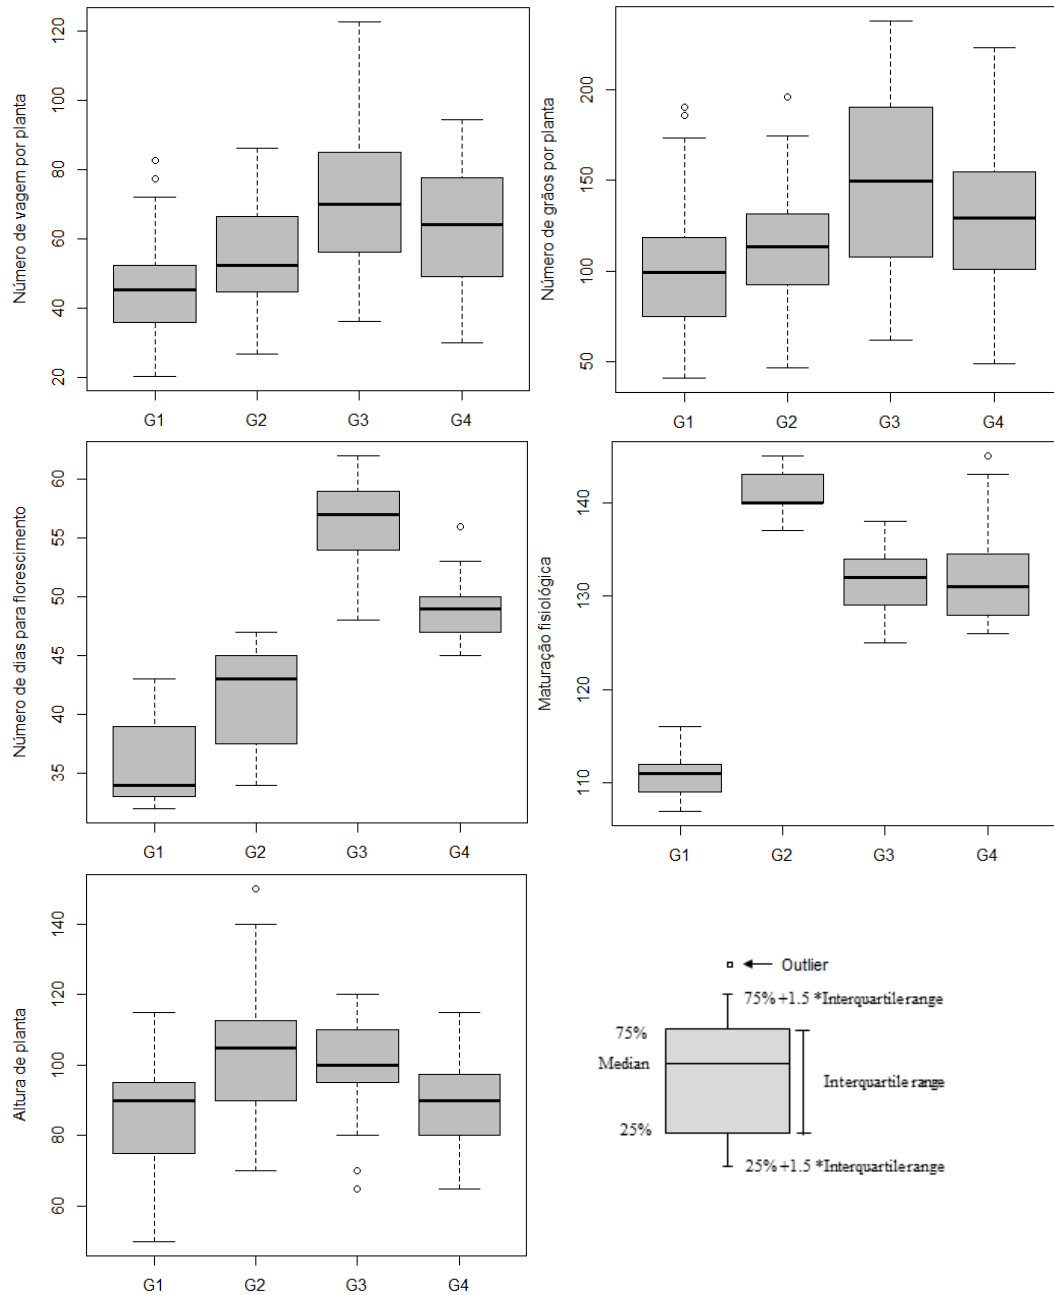 Número de vagem por planta
120
100
80
60
40
20
G1 G2 G3 G4
Número de grãos por planta
200
150
100
50
G1 G2 G3 G4
Número de dias para florescimento
60
55
50
45
40
35
G1 G2 G3 G4
Maturação fisiológica
140
130
120
110
G1 G2 G3 G4
Altura de planta
140
120
100
80
60
G1 G2 G3 G4
Outlier
75% +1.5 *Interquartile range
75%
Median
Interquartile range
25%
25% +1.5 *Interquartile range